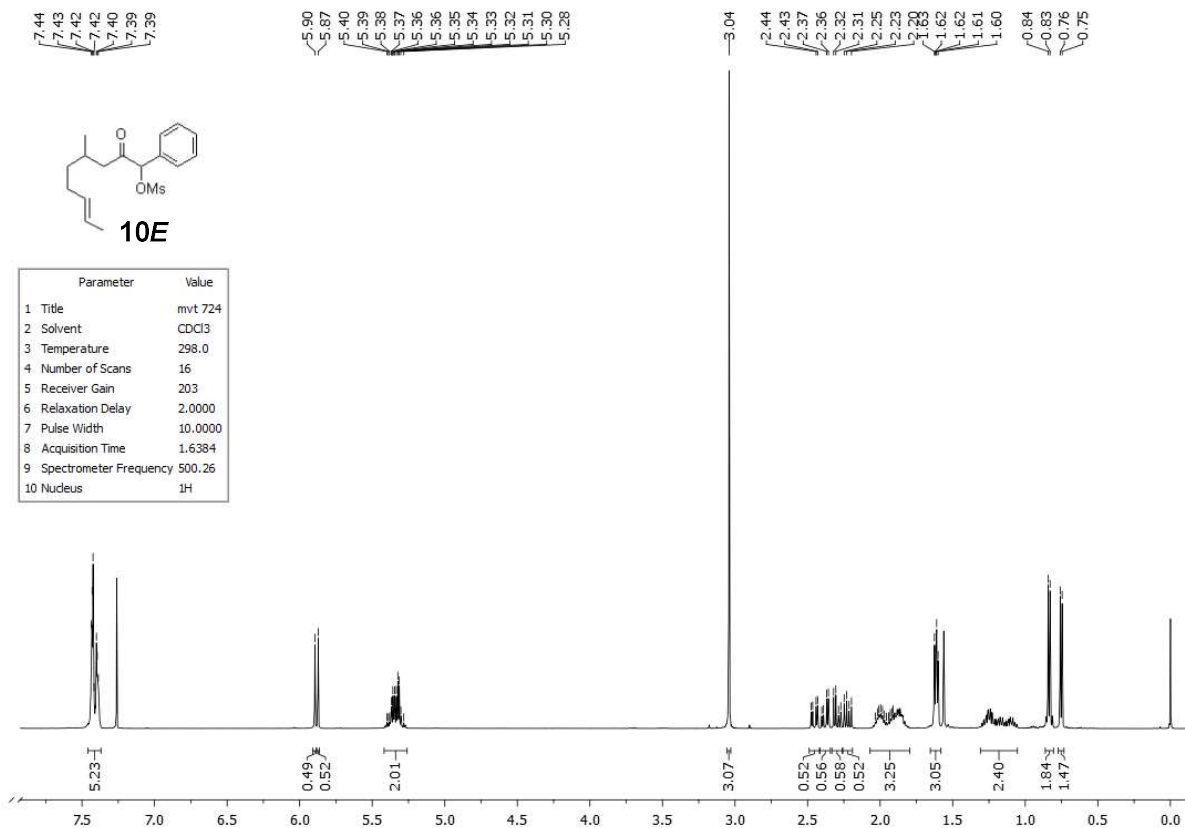 7.44 7.43 7.42 7.42 7.40 7.39 7.39 5.90 5.87 5.40 5.39 5.38 5.37 5.36 5.36 5.35 5.34 5.33 5.32 5.31 5.30 5.28 3.04 2.44 2.43 2.37 2.36 2.32 2.31 2.25 2.23 2.20 1.63 1.62 1.62 1.61 1.60 0.84 0.83 0.76 0.75
O
OMs
10E
Parameter Value
1 Title mvt 724
2 Solvent CDCl3
3 Temperature 298.0
4 Number of Scans 16
5 Receiver Gain 203
6 Relaxation Delay 2.0000
7 Pulse Width 10.0000
8 Acquisition Time 1.6384
9 Spectrometer Frequency 500.26
10 Nucleus 1H
5.23 0.49 0.52 2.01 3.07 0.52 0.56 0.58 0.52 3.25 3.05 2.40 1.84 1.47
7.5 7.0 6.5 6.0 5.5 5.0 4.5 4.0 3.5 3.0 2.5 2.0 1.5 1.0 0.5 0.0